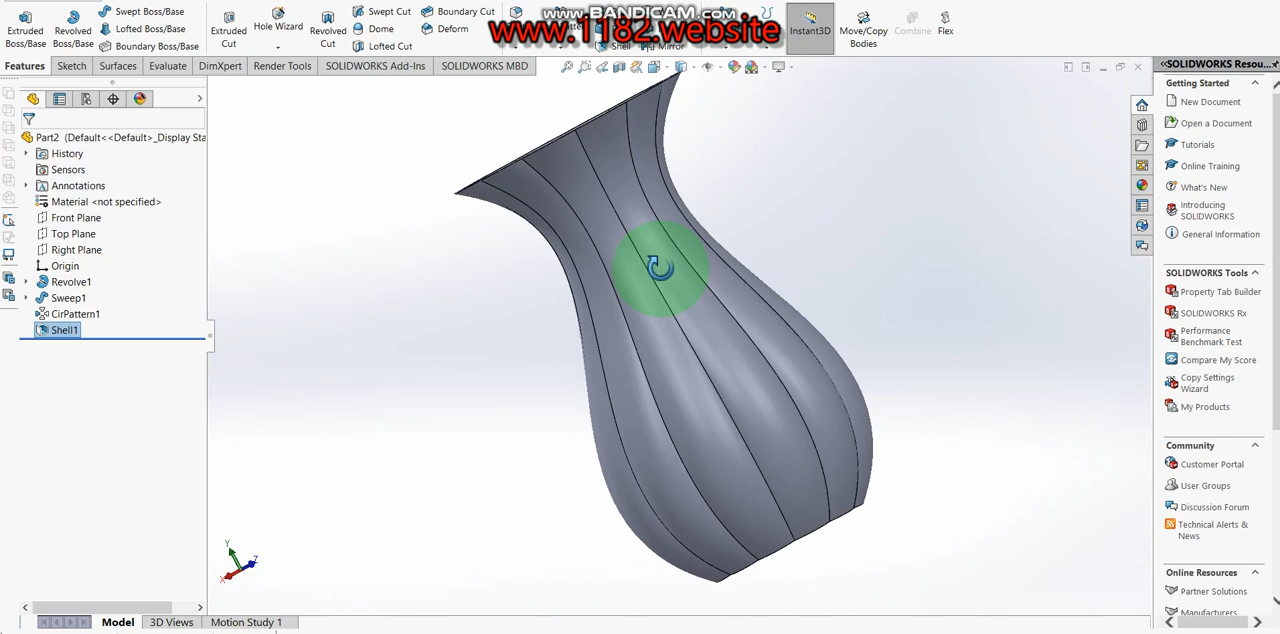 Extruded Boss/Base
Revolved Boss/Base
Swept Boss/Base
Lofted Boss/Base
Boundary Boss/Base
Extruded Cut
Hole Wizard
Revolved Cut
Swept Cut
Dome
Lofted Cut
Boundary Cut
Deform
Shell
Mirror
www.BANDICAM.com
www.1182.website
Instant3D
Move/Copy Bodies
Combine
Flex
Features
Sketch
Surfaces
Evaluate
DimXpert
Render Tools
SOLIDWORKS Add-Ins
SOLIDWORKS MBD
Part2 (Default<<Default>_Display Sta
History
Sensors
Annotations
Material <not specified>
Front Plane
Top Plane
Right Plane
Origin
Revolve1
Sweep1
CirPattern1
Shell1
Y
Z
X
Model
3D Views
Motion Study 1
SOLIDWORKS Resou...
Getting Started
New Document
Open a Document
Tutorials
Online Training
What's New
Introducing
SOLIDWORKS
General Information
SOLIDWORKS Tools
Property Tab Builder
SOLIDWORKS Rx
Performance
Benchmark Test
Compare My Score
Copy Settings
Wizard
My Products
Community
Customer Portal
User Groups
Discussion Forum
Technical Alerts &
News
Online Resources
Partner Solutions
Manufacturers